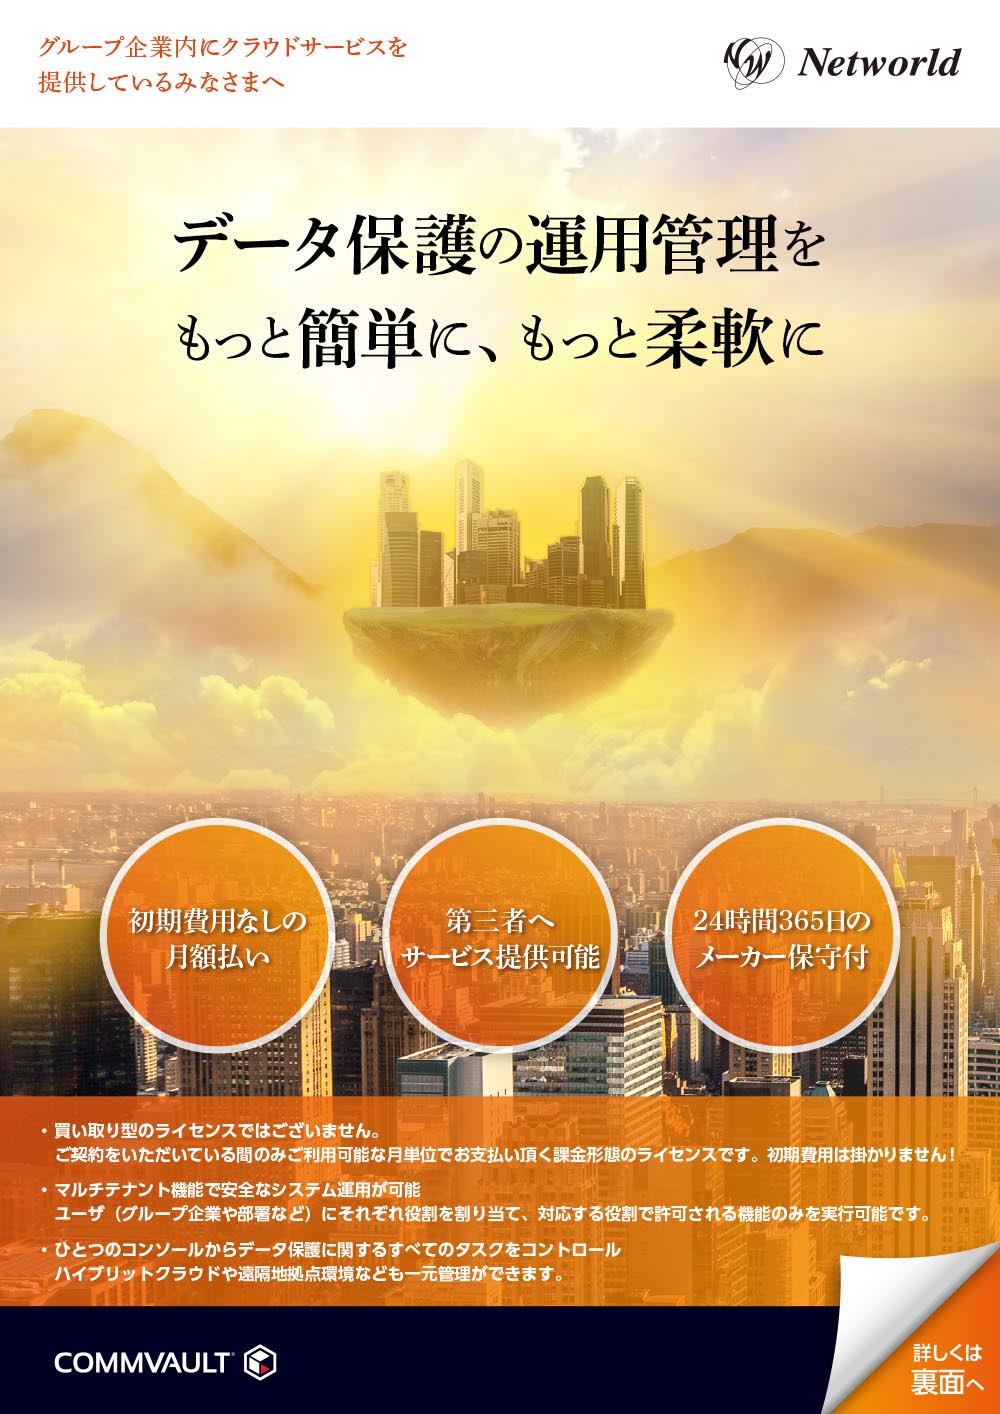 グループ企業内にクラウドサービスを
提供しているみなさまへ
NW Networld
データ保護の運用管理を
もっと簡単に、もっと柔軟に
初期費用なしの
月額払い
第三者へ
サービス提供可能
24時間365日の
メーカー保守付
・買い取り型のライセンスではございません。
ご契約をいただいている間のみご利用可能な月単位でお支払い頂く課金形態のライセンスです。初期費用は掛かりません！
・マルチテナント機能で安全なシステム運用が可能
ユーザ（グループ企業や部署など）にそれぞれ役割を割り当て、対応する役割で許可される機能のみを実行可能です。
・ひとつのコンソールからデータ保護に関するすべてのタスクをコントロール
ハイブリットクラウドや遠隔地拠点環境なども一元管理ができます。
COMMVAULT
詳しくは
裏面へ